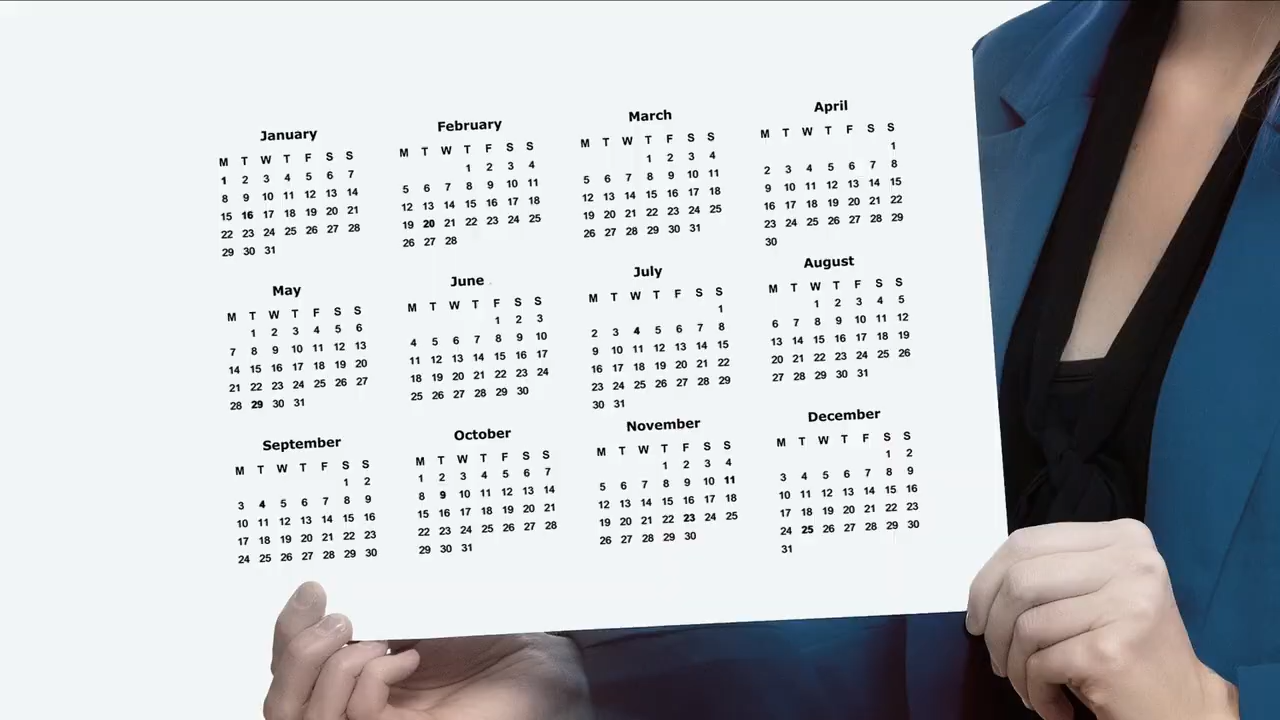 January
M T W T F S S
1 2 3 4 5 6 7
8 9 10 11 12 13 14
15 16 17 18 19 20 21
22 23 24 25 26 27 28
29 30 31
February
M T W T F S S
1 2 3 4
5 6 7 8 9 10 11
12 13 14 15 16 17 18
19 20 21 22 23 24 25
26 27 28
March
M T W T F S S
1 2 3 4
5 6 7 8 9 10 11
12 13 14 15 16 17 18
19 20 21 22 23 24 25
26 27 28 29 30 31
April
M T W T F S S
1
2 3 4 5 6 7 8
9 10 11 12 13 14 15
16 17 18 19 20 21 22
23 24 25 26 27 28 29
30
May
M T W T F S S
1 2 3 4 5 6
7 8 9 10 11 12 13
14 15 16 17 18 19 20
21 22 23 24 25 26 27
28 29 30 31
June
M T W T F S S
1 2 3
4 5 6 7 8 9 10
11 12 13 14 15 16 17
18 19 20 21 22 23 24
25 26 27 28 29 30
July
M T W T F S S
1
2 3 4 5 6 7 8
9 10 11 12 13 14 15
16 17 18 19 20 21 22
23 24 25 26 27 28 29
30 31
August
M T W T F S S
1 2 3 4 5
6 7 8 9 10 11 12
13 14 15 16 17 18 19
20 21 22 23 24 25 26
27 28 29 30 31
September
M T W T F S S
1 2
3 4 5 6 7 8 9
10 11 12 13 14 15 16
17 18 19 20 21 22 23
24 25 26 27 28 29 30
October
M T W T F S S
1 2 3 4 5 6 7
8 9 10 11 12 13 14
15 16 17 18 19 20 21
22 23 24 25 26 27 28
29 30 31
November
M T W T F S S
1 2 3 4
5 6 7 8 9 10 11
12 13 14 15 16 17 18
19 20 21 22 23 24 25
26 27 28 29 30
December
M T W T F S S
1 2
3 4 5 6 7 8 9
10 11 12 13 14 15 16
17 18 19 20 21 22 23
24 25 26 27 28 29 30
31